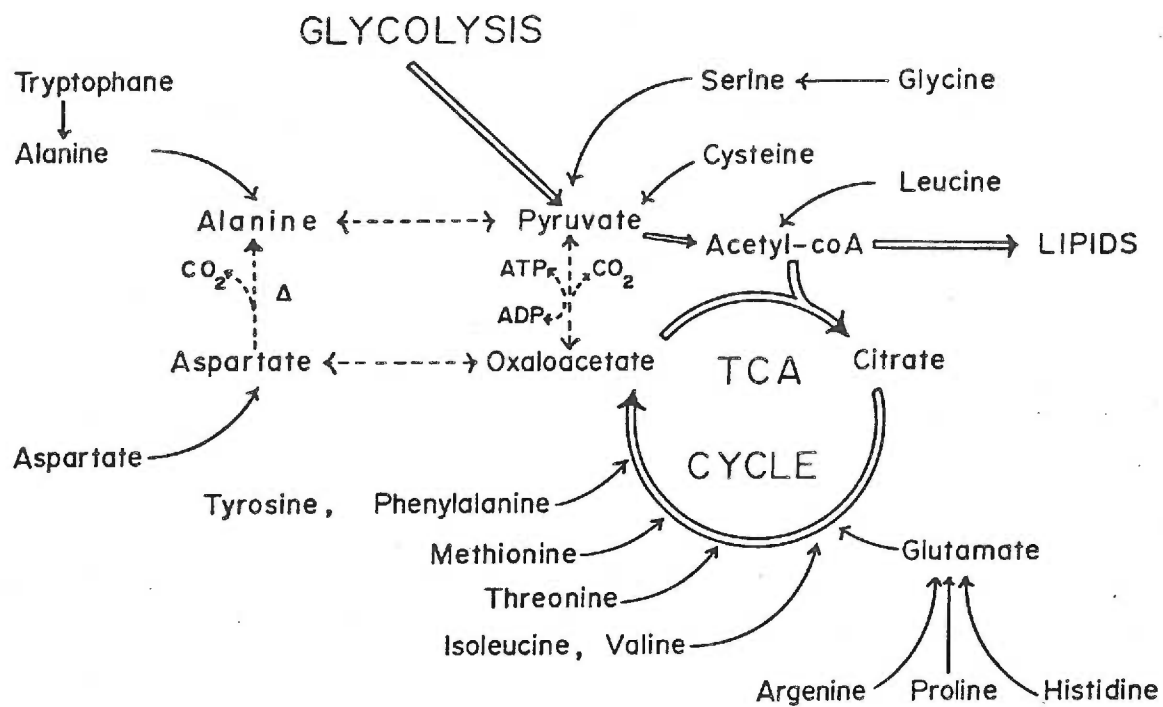 GLYCOLYSIS
Tryptophane
Serine Glycine
Alanine
Cysteine
Leucine
Alanine Pyruvate
Acetyl-coA LIPIDS
CO2 Δ ATP CO2
ADP
Aspartate Oxaloacetate TCA Citrate
Aspartate
CYCLE
Tyrosine, Phenylalanine
Methionine Glutamate
Threonine
Isoleucine, Valine
Argenine Proline Histidine